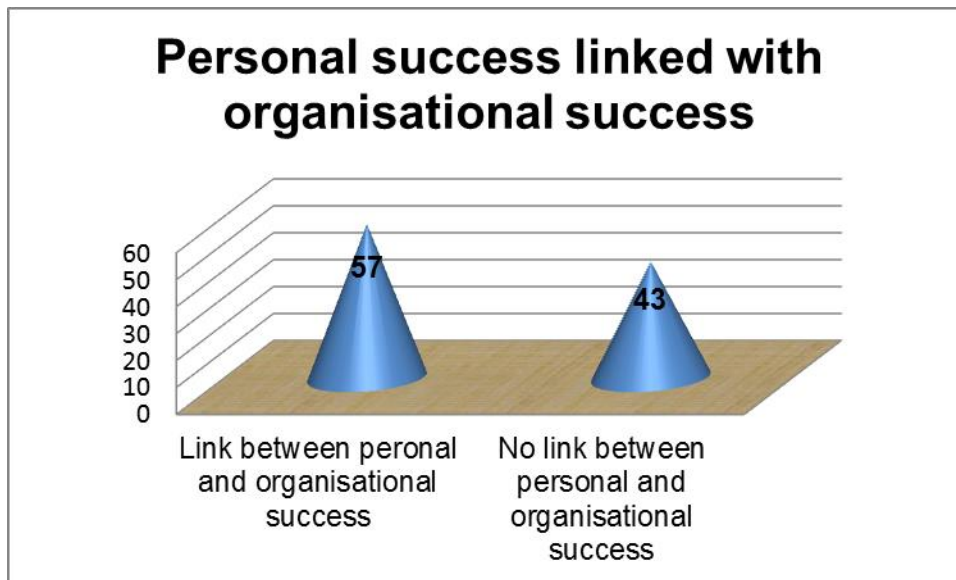 Personal success linked with
organisational success
60
50
40
30
20
10
0
57
43
Link between peronal
and organisational
success
No link between
personal and
organisational
success